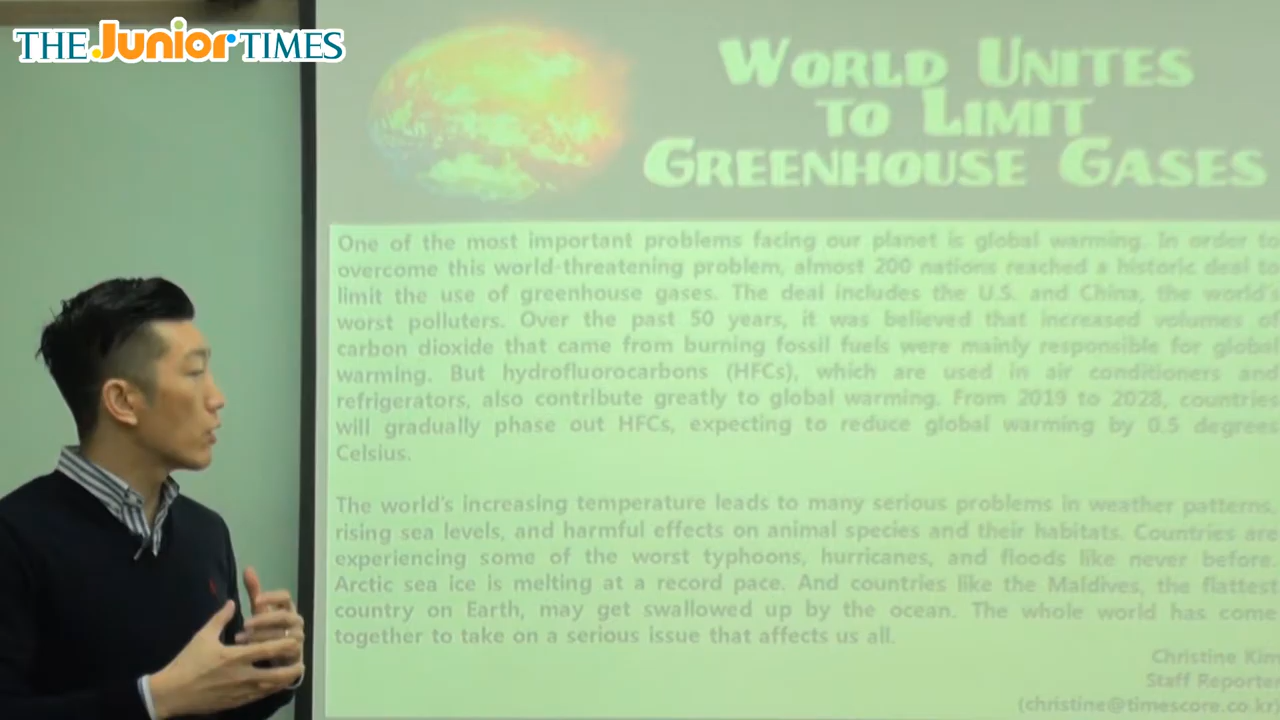 THE Junior TIMES
WORLD UNITES
TO LIMIT
GREENHOUSE GASES
One of the most important problems facing our planet is global warming. In order to
overcome this world-threatening problem, almost 200 nations reached a historic deal to
limit the use of greenhouse gases. The deal includes the U.S. and China, the world's
worst polluters. Over the past 50 years, it was believed that increased volumes of
carbon dioxide that came from burning fossil fuels were mainly responsible for global
warming. But hydrofluorocarbons (HFCs), which are used in air conditioners and
refrigerators, also contribute greatly to global warming. From 2019 to 2028, countries
will gradually phase out HFCs, expecting to reduce global warming by 0.5 degrees
Celsius.
The world's increasing temperature leads to many serious problems in weather patterns,
rising sea levels, and harmful effects on animal species and their habitats. Countries are
experiencing some of the worst typhoons, hurricanes, and floods like never before.
Arctic sea ice is melting at a record pace. And countries like the Maldives, the flattest
country on Earth, may get swallowed up by the ocean. The whole world has come
together to take on a serious issue that affects us all.
Christine Kim
Staff Reporter
(christine@timescore.co.kr)